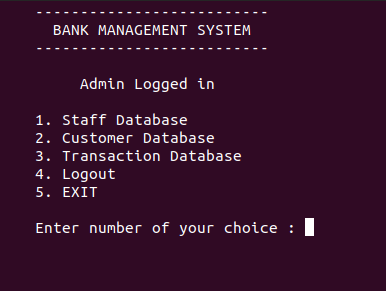 --------------------------
BANK MANAGEMENT SYSTEM
--------------------------
Admin Logged in
1. Staff Database
2. Customer Database
3. Transaction Database
4. Logout
5. EXIT
Enter number of your choice :